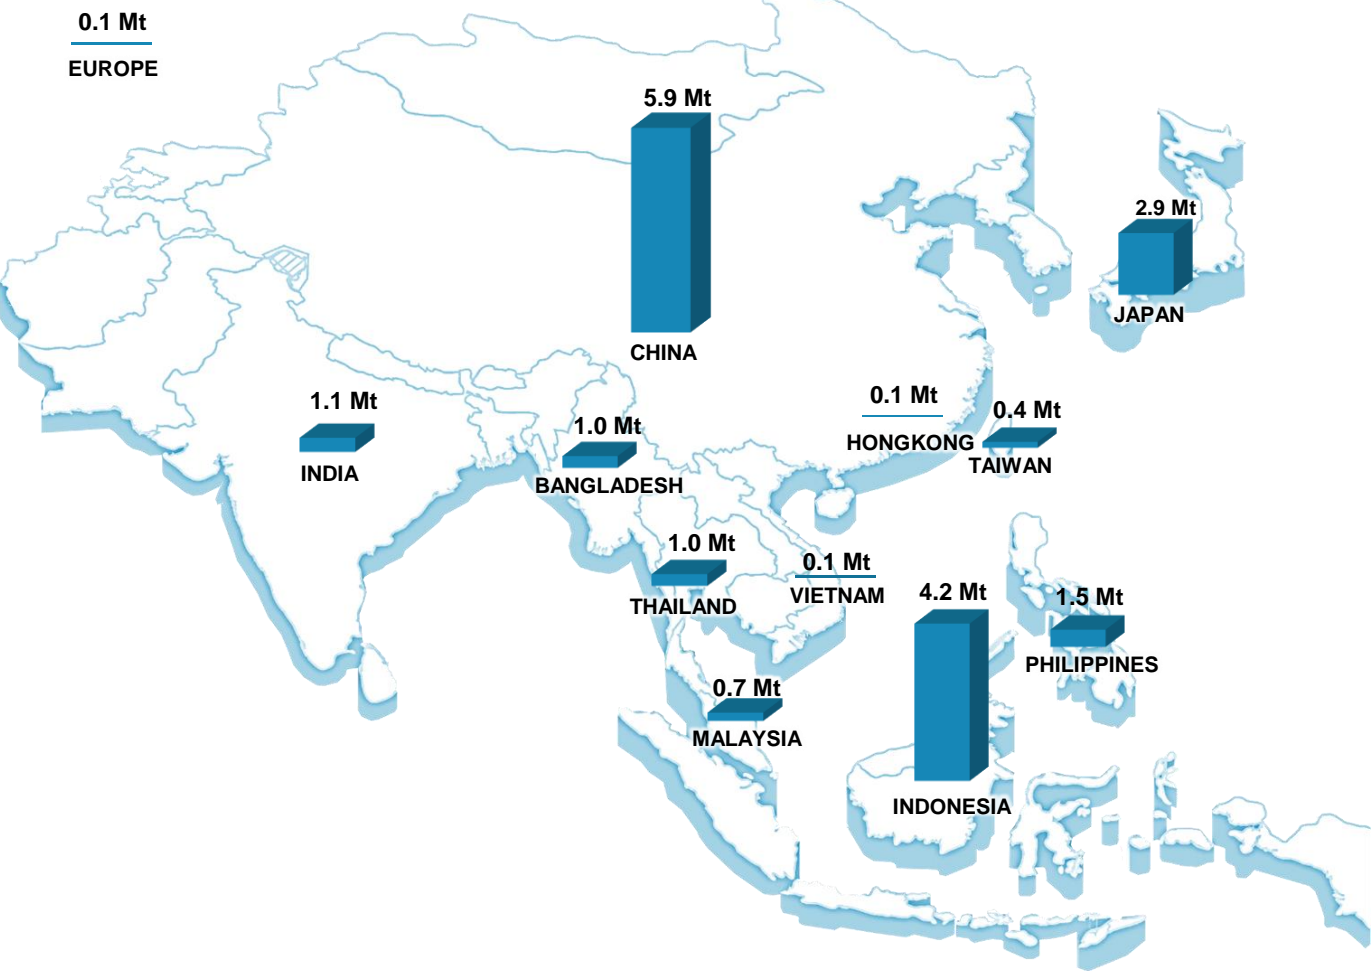 0.1 Mt
EUROPE
5.9 Mt
CHINA
2.9 Mt
JAPAN
1.1 Mt
INDIA
1.0 Mt
BANGLADESH
0.1 Mt
HONGKONG
0.4 Mt
TAIWAN
1.0 Mt
THAILAND
0.1 Mt
VIETNAM
4.2 Mt
INDONESIA
1.5 Mt
PHILIPPINES
0.7 Mt
MALAYSIA